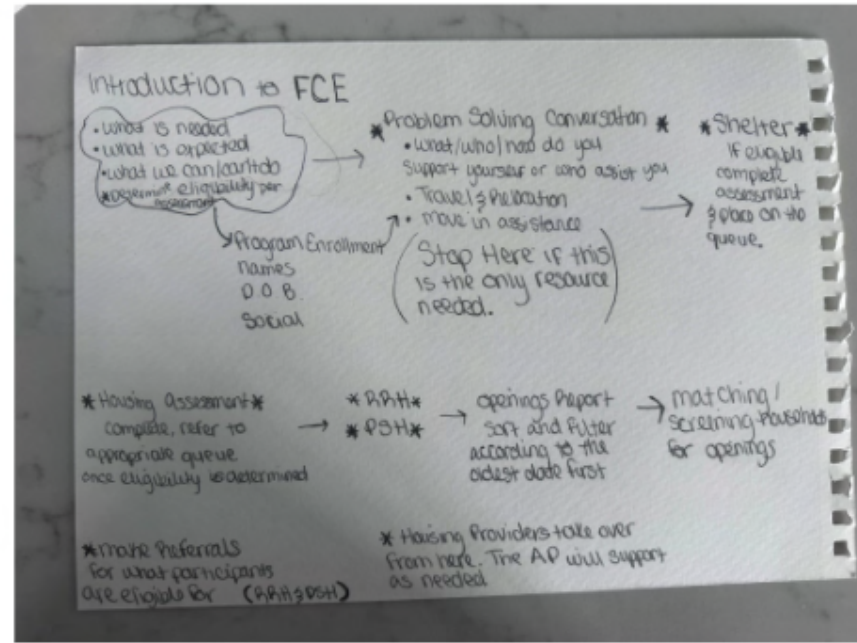 Introduction to FCE
• what is needed
• what is expected
• what we can/can't do
*Determine eligibility per
assessment
Program Enrollment
names
D.O.B.
Social
*Problem Solving Conversation *
• what/who/how do you
support yourself or who assist you
• Travel & Relocation
• move in assistance
(Stop Here if this
is the only resource
needed.)
*Shelter*
If eligible
complete
assessment
& place on the
queue.
*Housing assessment*
complete, refer to
appropriate queue
once eligibility is determined
*RRH*
*PSH*
openings Report
sort and filter
according to the
oldest date first
matching/
screening households
for openings
*make Referrals
for what participants
are eligible for (RRH & PSH)
* Housing Providers take over
from here. The AP will support
as needed